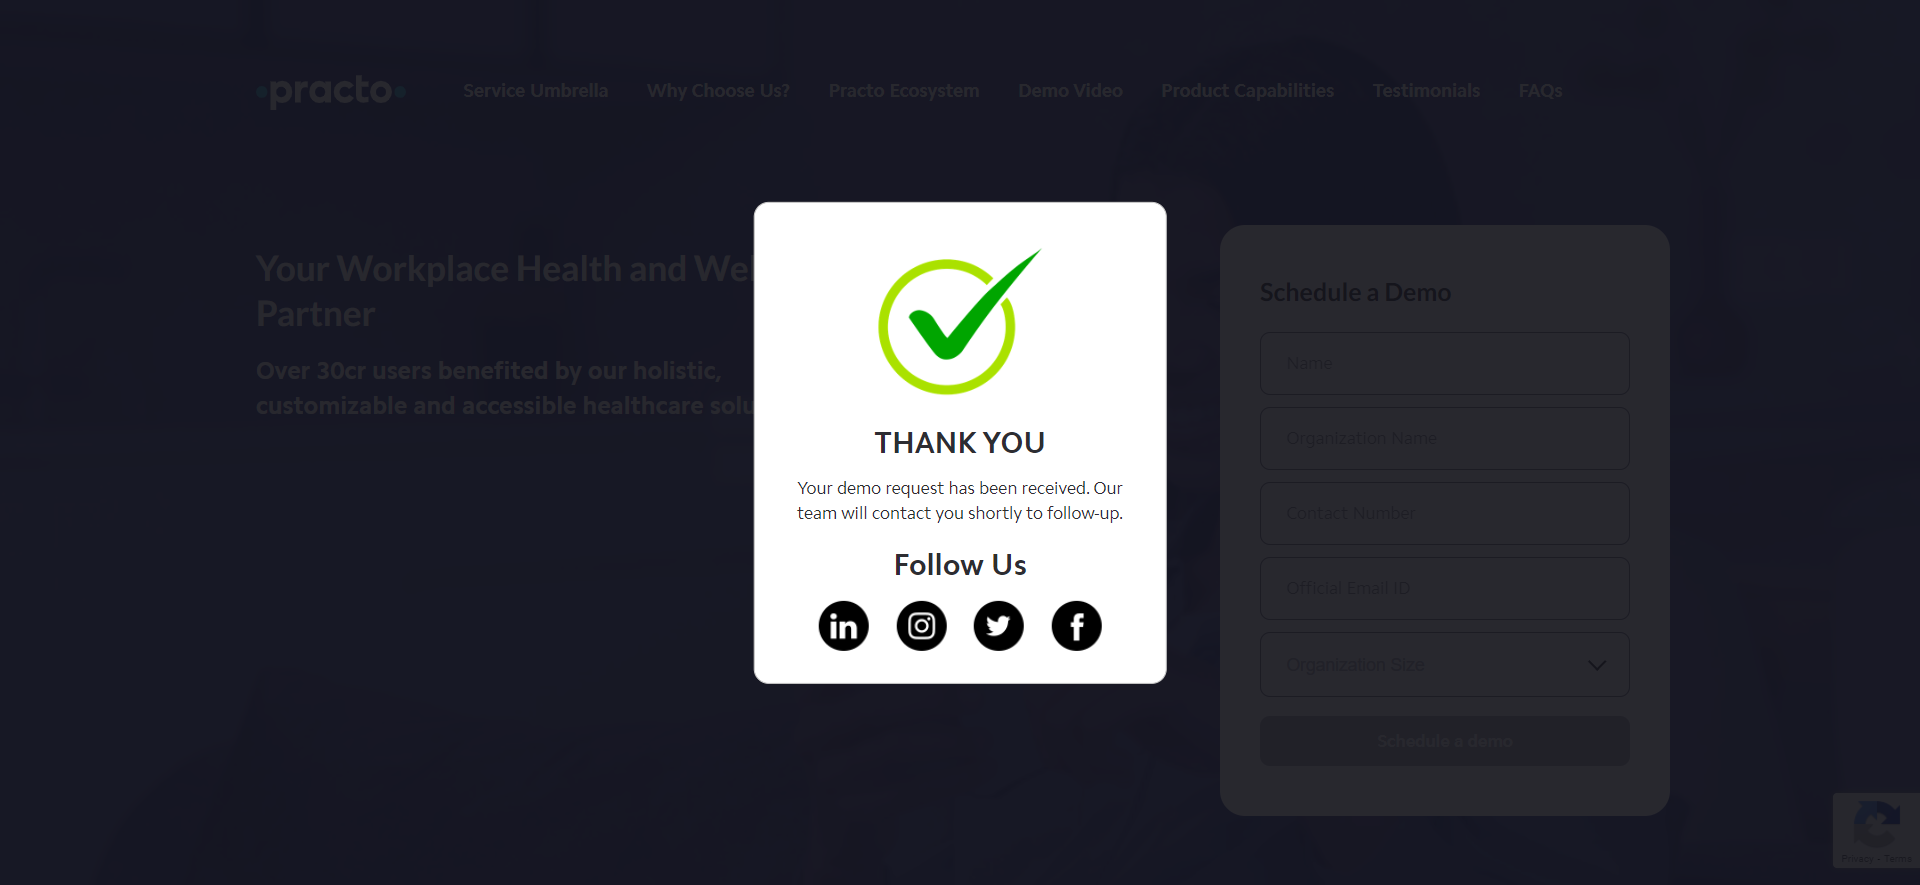 practo
Service Umbrella
Why Choose Us?
Practo Ecosystem
Demo Video
Product Capabilities
Testimonials
FAQs
Your Workplace Health and Wel
Partner
Over 30cr users benefited by our holistic,
customizable and accessible healthcare solu
THANK YOU
Your demo request has been received. Our
team will contact you shortly to follow-up.
Follow Us
Schedule a Demo
Name
Organization Name
Contact Number
Official Email ID
Organization Size
Schedule a demo
Privacy - Terms